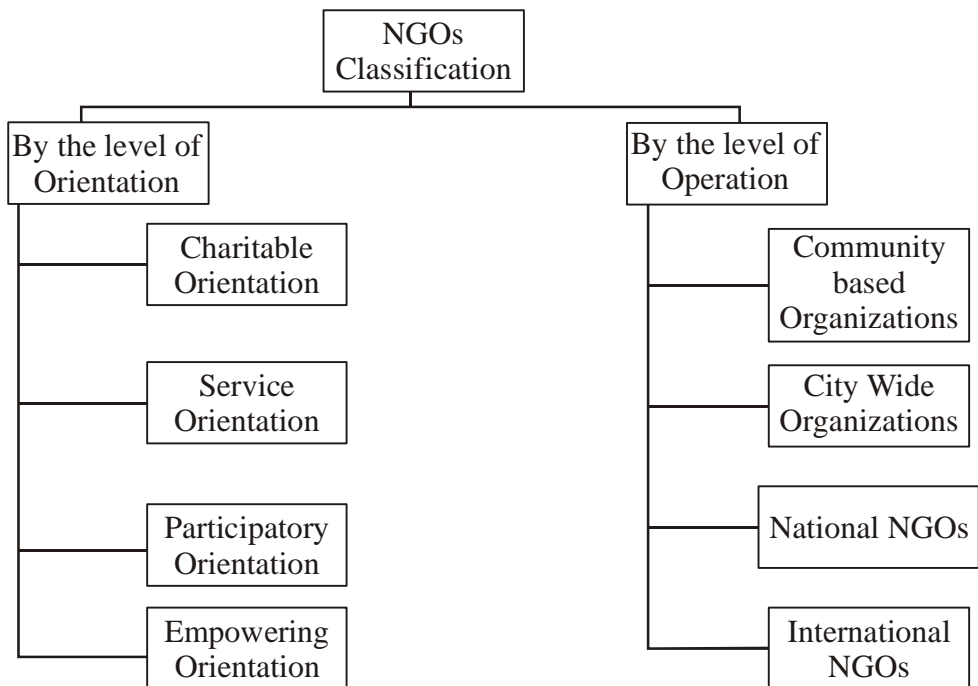 NGOs
Classification
By the level of
Orientation
Charitable
Orientation
Service
Orientation
Participatory
Orientation
Empowering
Orientation
By the level of
Operation
Community
based
Organizations
City Wide
Organizations
National NGOs
International
NGOs